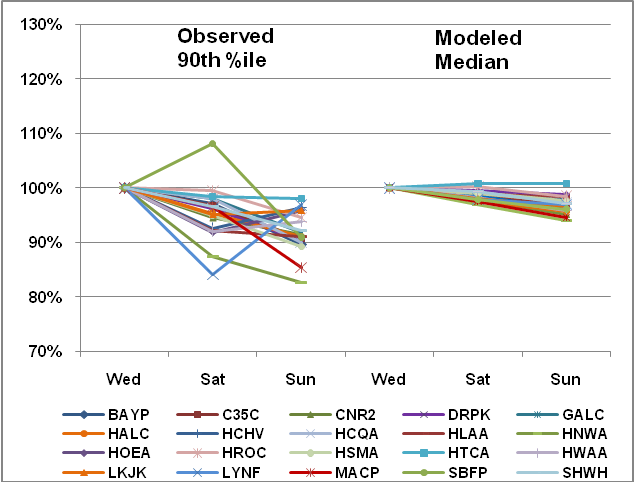 130%
120%
110%
100%
90%
80%
70%
Observed
90th %ile
Modeled
Median
Wed Sat Sun Wed Sat Sun
BAYP C35C CNR2 DRPK GALC
HALC HCHV HCQA HLAA HNWA
HOEA HROC HSMA HTCA HWAA
LKJK LYNF MACP SBFP SHWH